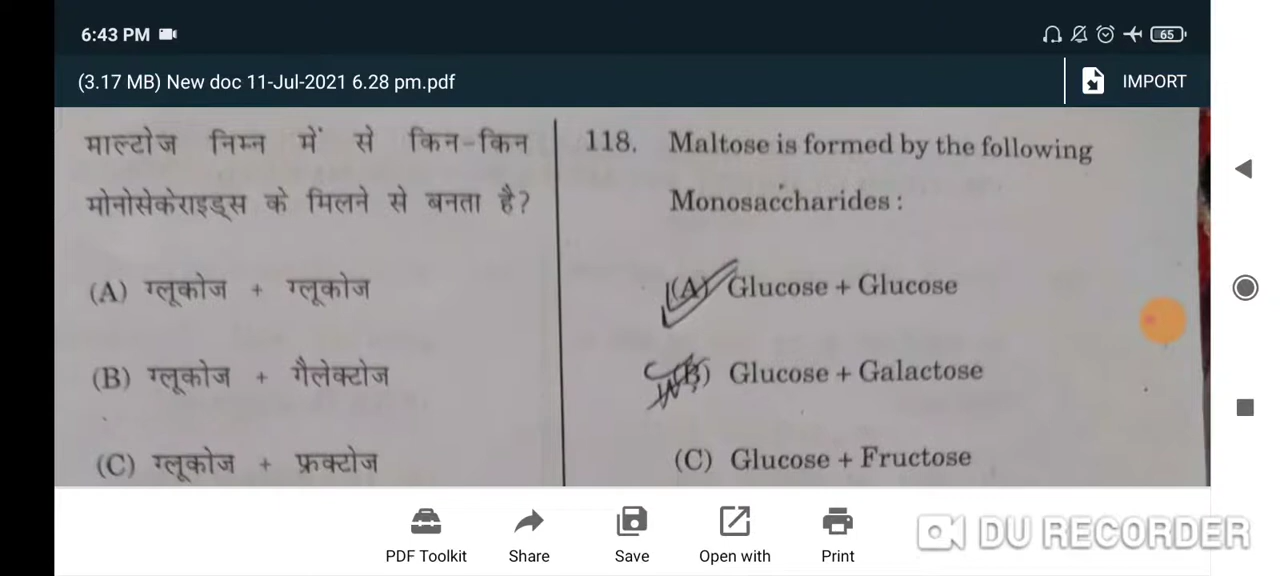 6:43 PM
65
(3.17 MB) New doc 11-Jul-2021 6.28 pm.pdf
IMPORT
माल्टोज निम्न में से किन-किन
मोनोसेकेराइड्स के मिलने से बनता है?
(A) ग्लूकोज + ग्लूकोज
(B) ग्लूकोज + गैलेक्टोज
(C) ग्लूकोज + फ्रक्टोज
118. Maltose is formed by the following
Monosaccharides :
(A) Glucose + Glucose
(B) Glucose + Galactose
(C) Glucose + Fructose
PDF Toolkit
Share
Save
Open with
Print
DU RECORDER